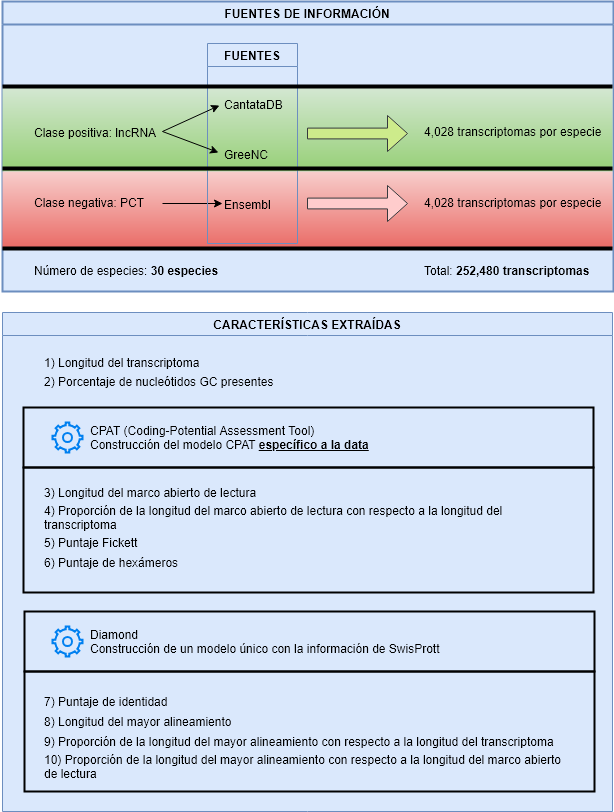 FUENTES DE INFORMACIÓN
FUENTES
CantataDB
Clase positiva: lncRNA
4,028 transcriptomas por especie
GreeNC
Clase negativa: PCT
Ensembl
4,028 transcriptomas por especie
Número de especies: 30 especies
Total: 252,480 transcriptomas
CARACTERÍSTICAS EXTRAÍDAS
1) Longitud del transcriptoma
2) Porcentaje de nucleótidos GC presentes
CPAT (Coding-Potential Assessment Tool)
Construcción del modelo CPAT específico a la data
3) Longitud del marco abierto de lectura
4) Proporción de la longitud del marco abierto de lectura con respecto a la longitud del
transcriptoma
5) Puntaje Fickett
6) Puntaje de hexámeros
Diamond
Construcción de un modelo único con la información de SwisPrott
7) Puntaje de identidad
8) Longitud del mayor alineamiento
9) Proporción de la longitud del mayor alineamiento con respecto a la longitud del transcriptoma
10) Proporción de la longitud del mayor alineamiento con respecto a la longitud del marco abierto
de lectura